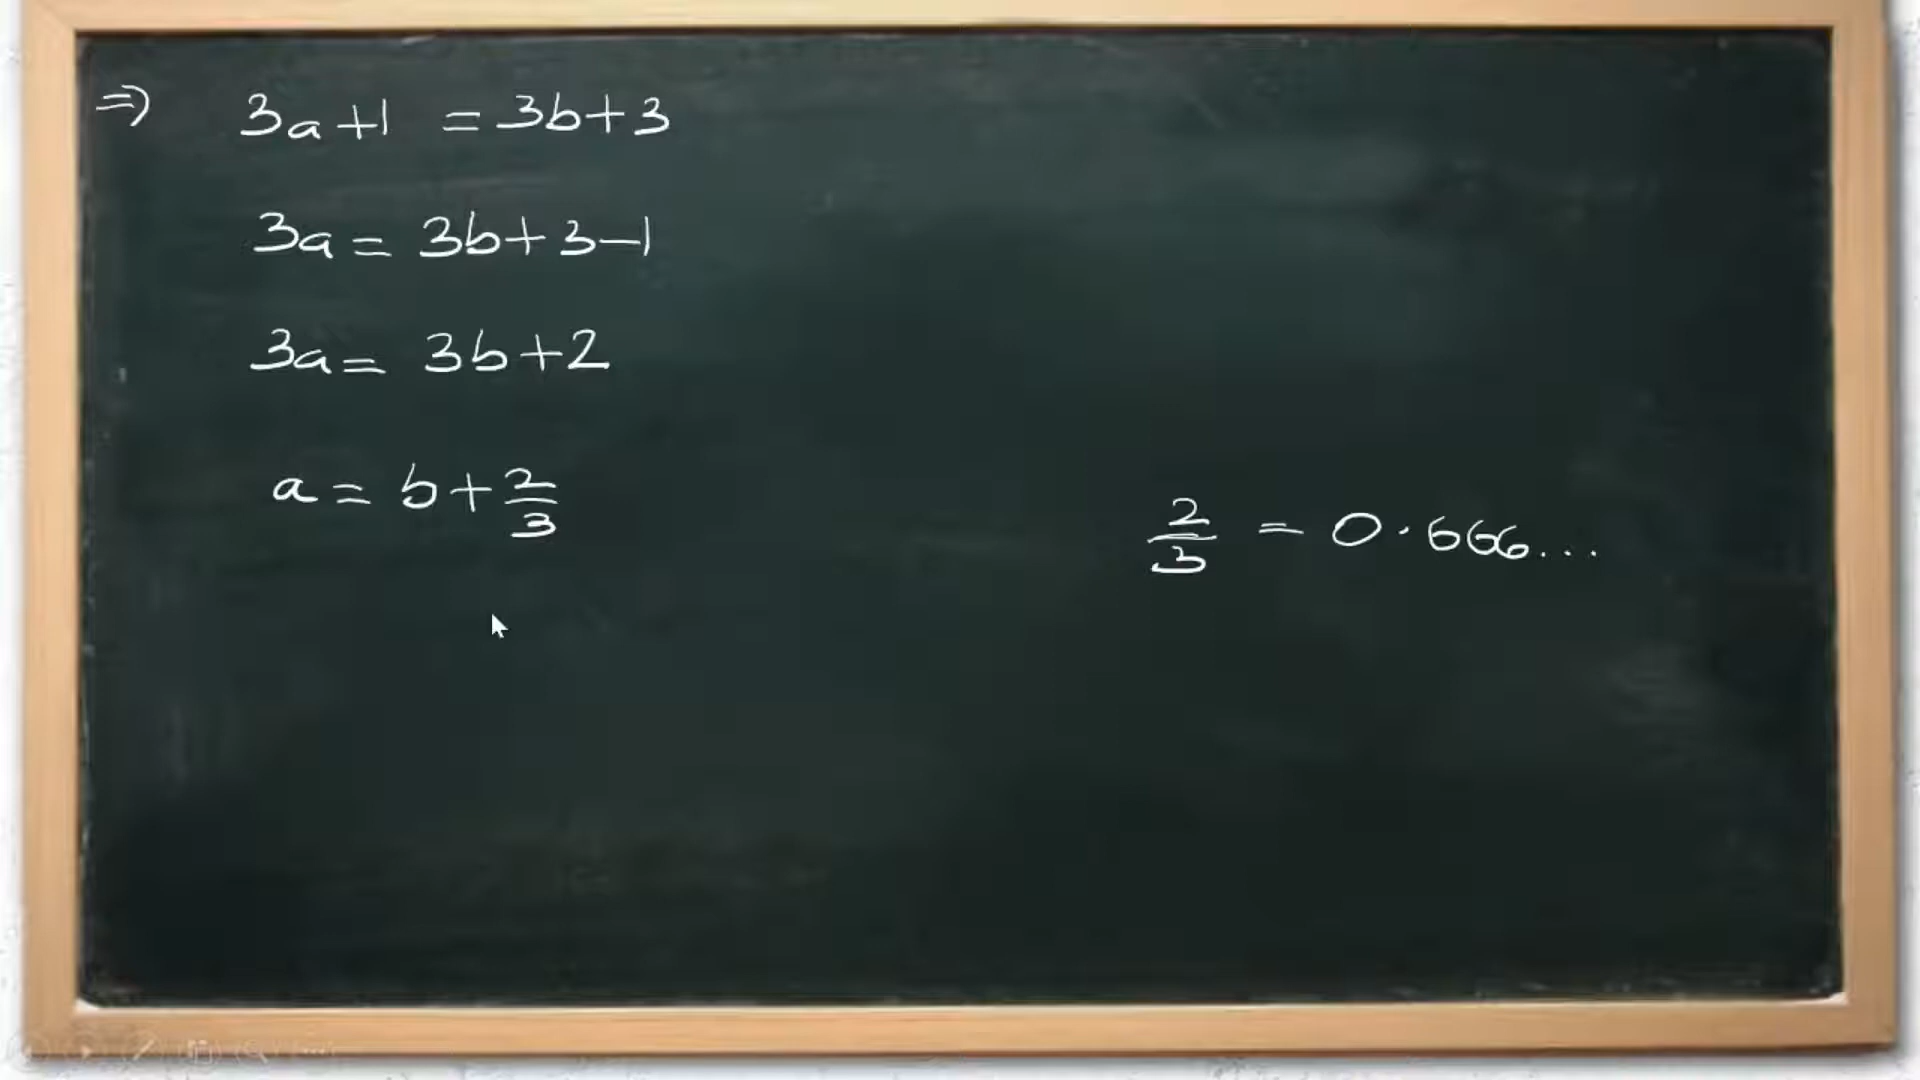 ⇒ 3a+1 = 3b+3
3a = 3b+3-1
3a = 3b+2
a = b+2/3
2/3 = 0.666...